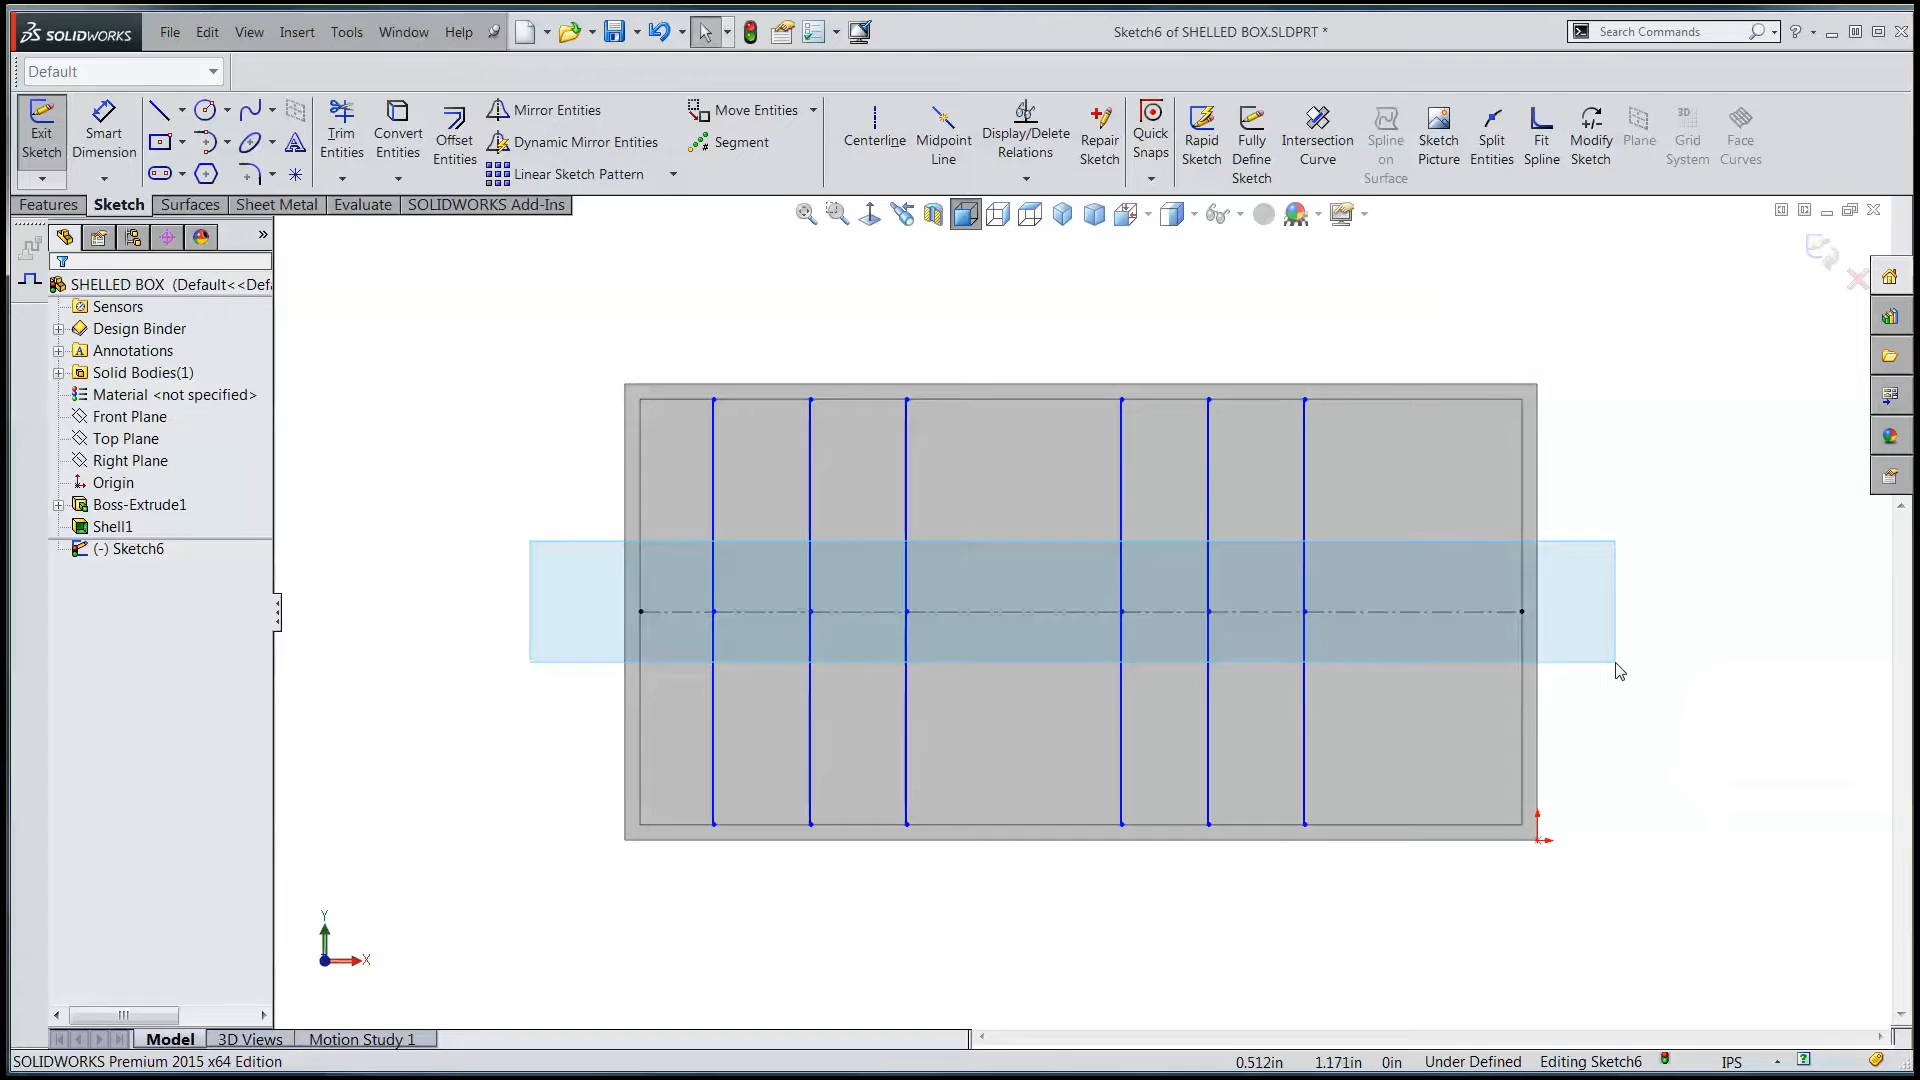 SOLIDWORKS File Edit View Insert Tools Window Help Sketch6 of SHELLED BOX.SLDPRT * Search Commands
Default
Exit Sketch
Smart Dimension
Trim Entities
Convert Entities
Offset Entities
Mirror Entities
Dynamic Mirror Entities
Linear Sketch Pattern
Move Entities
Segment
Centerline
Midpoint Line
Display/Delete Relations
Repair Sketch
Quick Snaps
Rapid Sketch
Fully Define Sketch
Intersection Curve
Spline on Surface
Sketch Picture
Split Entities
Fit Spline
Modify Sketch
Plane
3D Grid System
Face Curves
Features Sketch Surfaces Sheet Metal Evaluate SOLIDWORKS Add-Ins
SHELLED BOX (Default<<Def
Sensors
Design Binder
Annotations
Solid Bodies(1)
Material <not specified>
Front Plane
Top Plane
Right Plane
Origin
Boss-Extrude1
Shell1
(-) Sketch6
Y
X
Model 3D Views Motion Study 1
SOLIDWORKS Premium 2015 x64 Edition 0.512in 1.171in 0in Under Defined Editing Sketch6 IPS